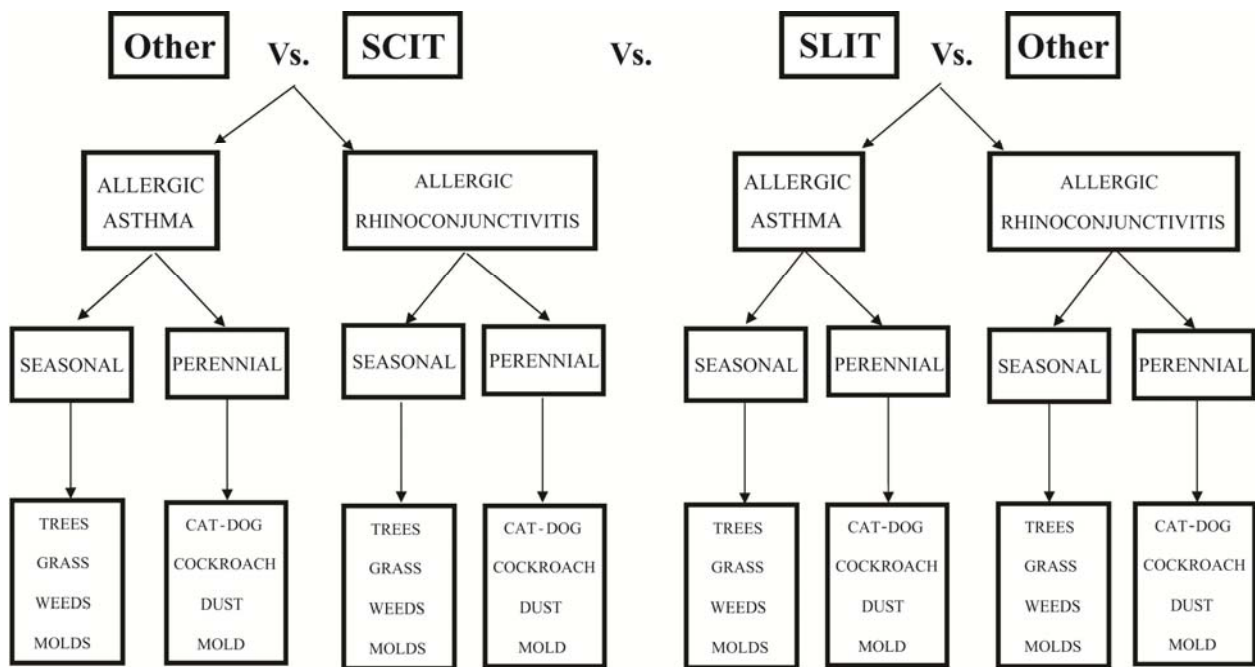 Other Vs. SCIT Vs. SLIT Vs. Other
ALLERGIC
ASTHMA
ALLERGIC
RHINOCONJUNCTIVITIS
ALLERGIC
ASTHMA
ALLERGIC
RHINOCONJUNCTIVITIS
SEASONAL
PERENNIAL
SEASONAL
PERENNIAL
SEASONAL
PERENNIAL
SEASONAL
PERENNIAL
TREES
GRASS
WEEDS
MOLDS
CAT-DOG
COCKROACH
DUST
MOLD
TREES
GRASS
WEEDS
MOLDS
CAT-DOG
COCKROACH
DUST
MOLD
TREES
GRASS
WEEDS
MOLDS
CAT-DOG
COCKROACH
DUST
MOLD
TREES
GRASS
WEEDS
MOLDS
CAT-DOG
COCKROACH
DUST
MOLD